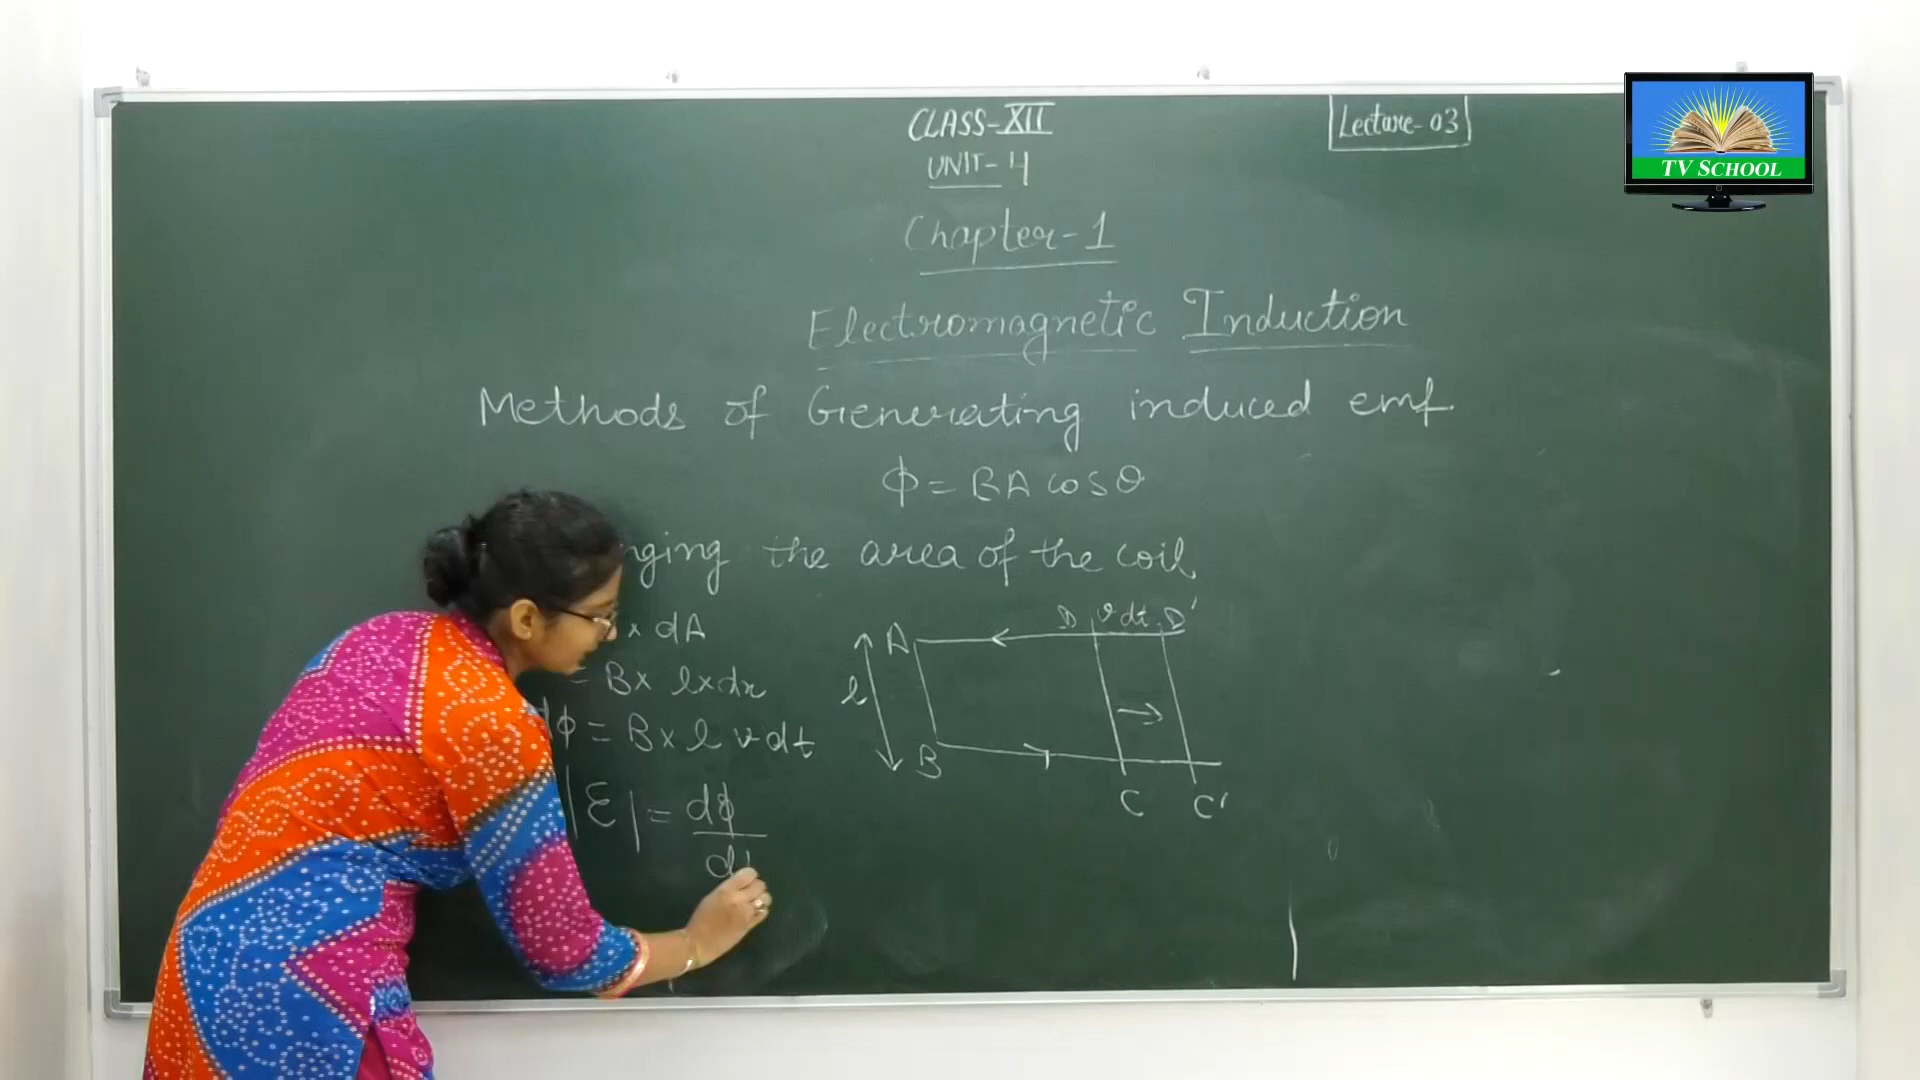 CLASS-XII
UNIT-4
Lecture-03
TV SCHOOL
Chapter-1
Electromagnetic Induction
Methods of Generating induced emf.
ϕ = BA cosθ
nging the area of the coil
× dA
= B× l×dx
dϕ = B× l v dt
|ε| = dϕ
d
A D v dt D'
l
B
C C'